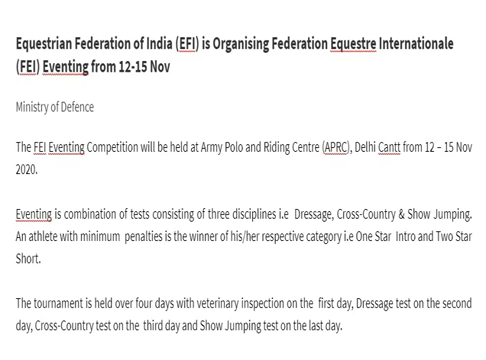 Equestrian Federation of India (EFI) is Organising Federation Equestre Internationale
(FEI) Eventing from 12-15 Nov
Ministry of Defence
The FEI Eventing Competition will be held at Army Polo and Riding Centre (APRC), Delhi Cantt from 12 – 15 Nov
2020.
Eventing is combination of tests consisting of three disciplines i.e Dressage, Cross-Country & Show Jumping.
An athlete with minimum penalties is the winner of his/her respective category i.e One Star Intro and Two Star
Short.
The tournament is held over four days with veterinary inspection on the first day, Dressage test on the second
day, Cross-Country test on the third day and Show Jumping test on the last day.